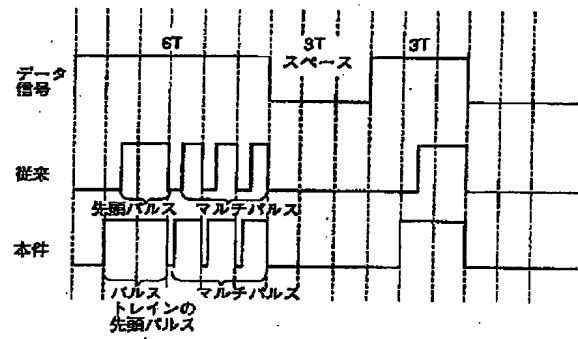 6T
3T
スペース
3T
データ
信号
従来
先頭パルス
マルチパルス
本件
パルス
トレインの
先頭パルス
マルチパルス